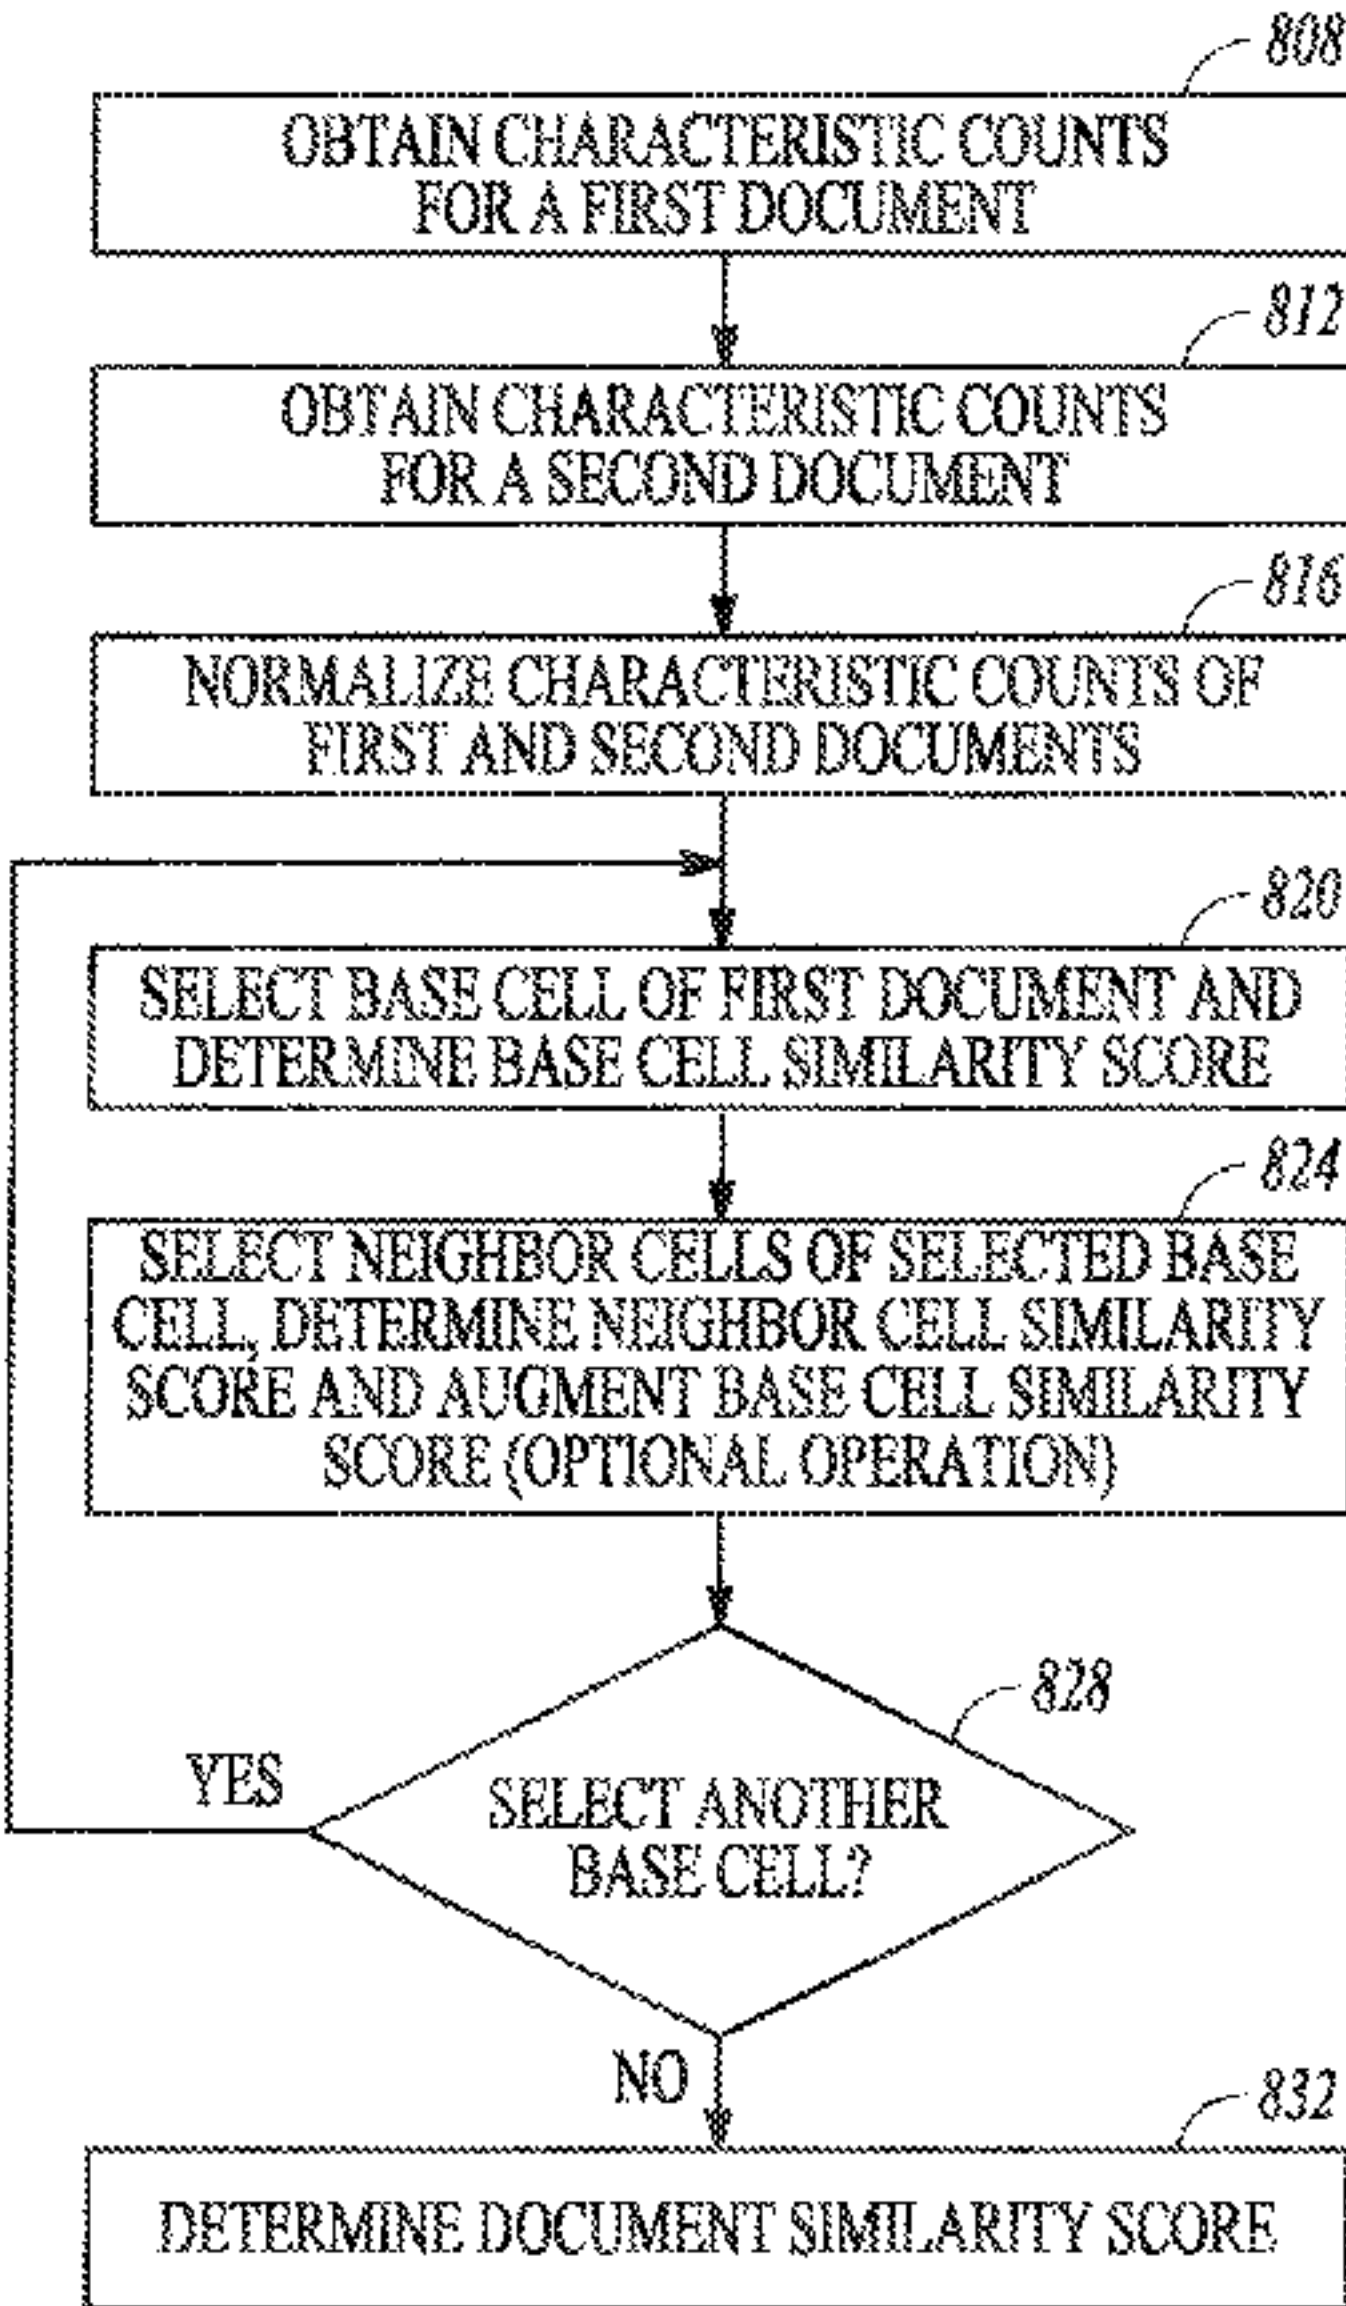 808
OBTAIN CHARACTERISTIC COUNTS
FOR A FIRST DOCUMENT
812
OBTAIN CHARACTERISTIC COUNTS
FOR A SECOND DOCUMENT
816
NORMALIZE CHARACTERISTIC COUNTS OF
FIRST AND SECOND DOCUMENTS
820
SELECT BASE CELL OF FIRST DOCUMENT AND
DETERMINE BASE CELL SIMILARITY SCORE
824
SELECT NEIGHBOR CELLS OF SELECTED BASE
CELL, DETERMINE NEIGHBOR CELL SIMILARITY
SCORE AND AUGMENT BASE CELL SIMILARITY
SCORE (OPTIONAL OPERATION)
828
YES
SELECT ANOTHER
BASE CELL?
NO
832
DETERMINE DOCUMENT SIMILARITY SCORE